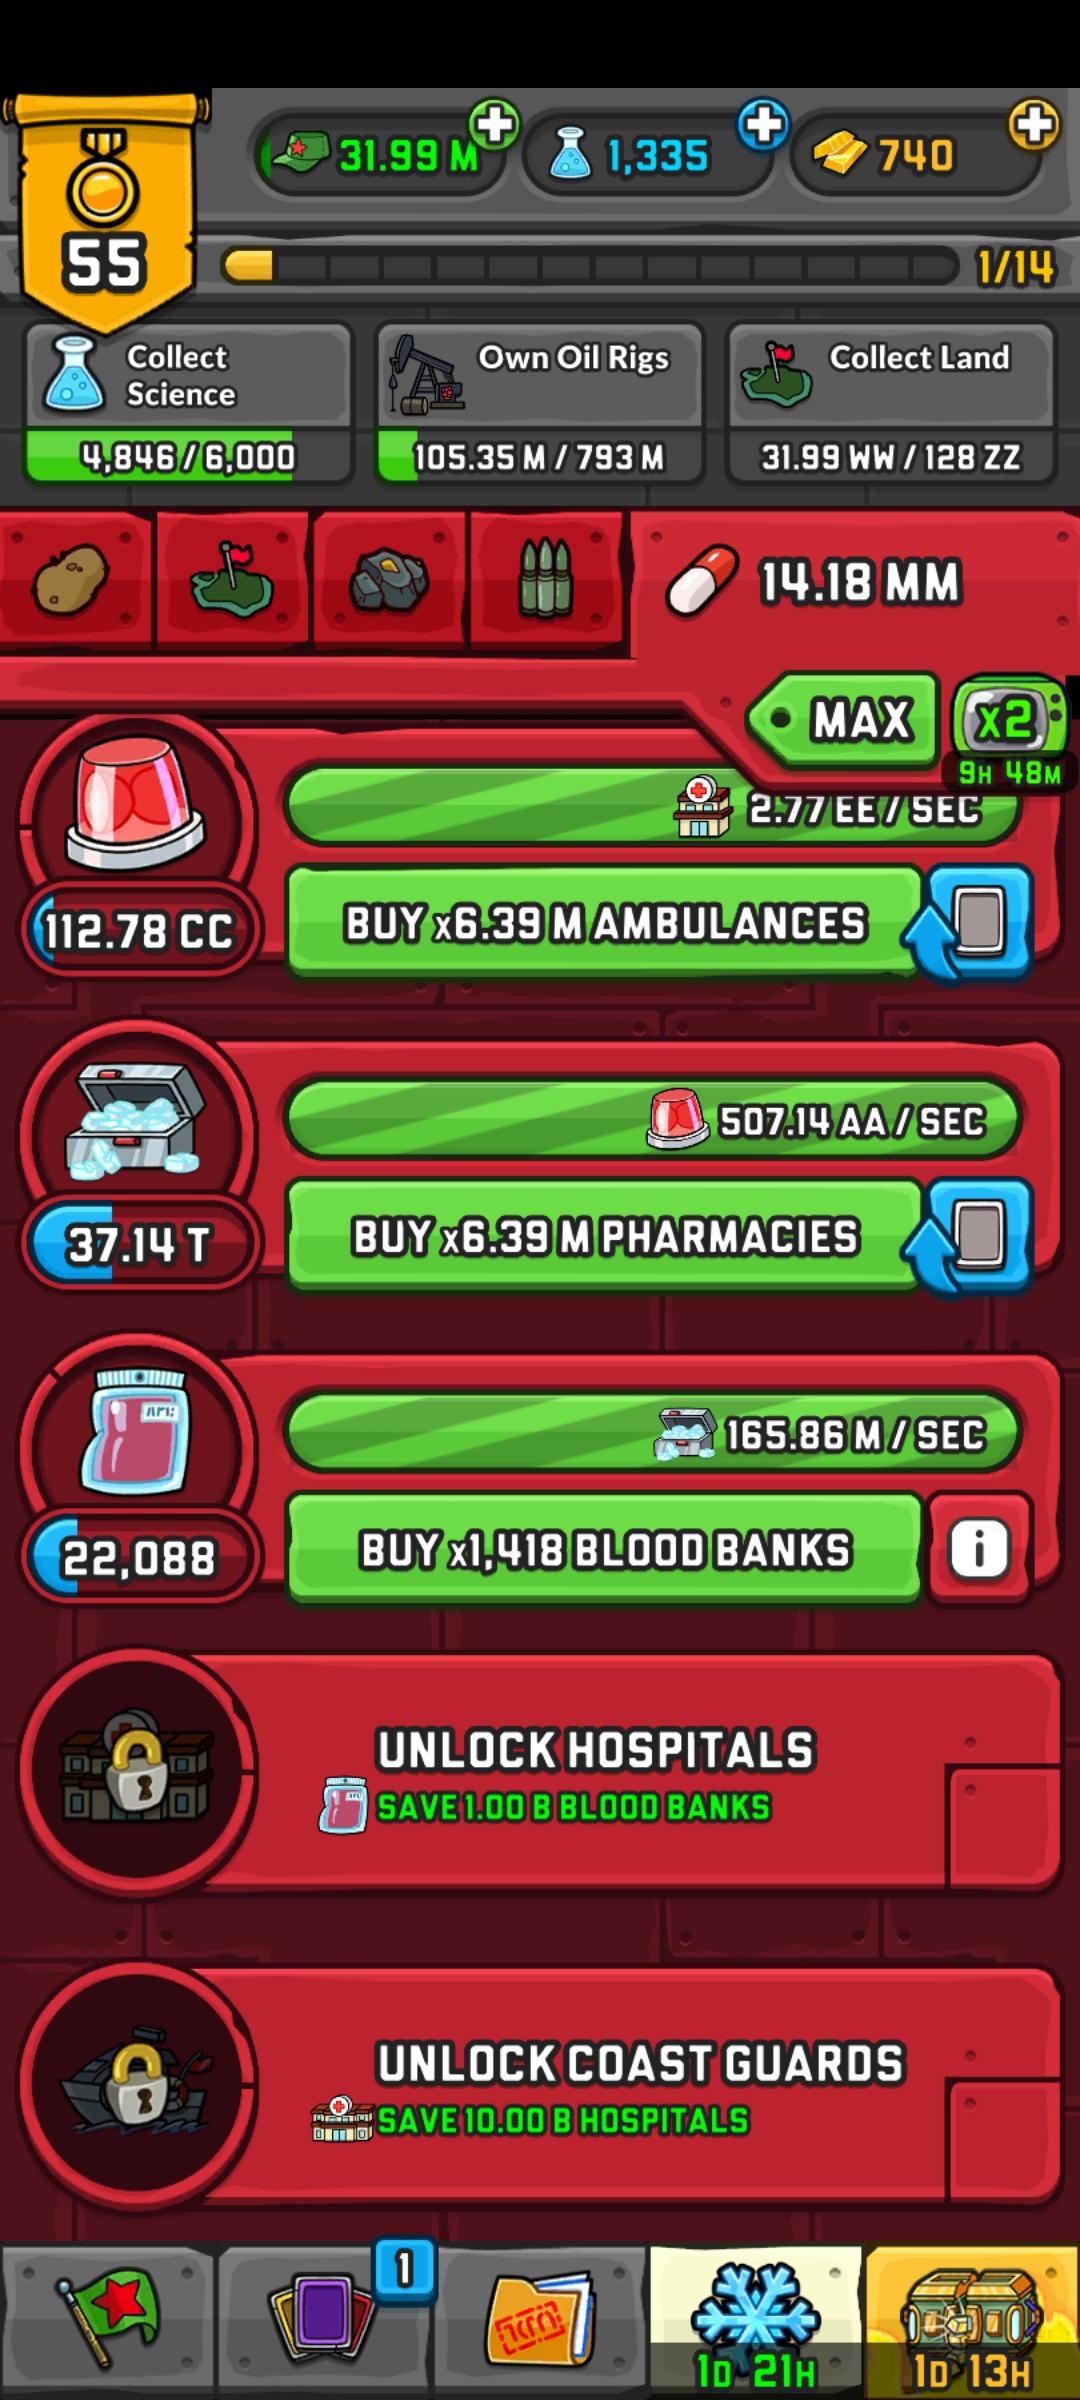 31.99 M
1,335
740
55
1/14
Collect
Science
4,846/6,000
Own Oil Rigs
105.35 M/793 M
Collect Land
31.99 WW/128 ZZ
14.18 MM
MAX
x2
9H 48M
2.77 EE/SEC
112.78 CC
BUY x6.39 M AMBULANCES
507.14 AA/SEC
37.14 T
BUY x6.39 M PHARMACIES
165.86 M/SEC
22,088
BUY x1,418 BLOOD BANKS
i
UNLOCK HOSPITALS
SAVE 1.00 B BLOOD BANKS
UNLOCK COAST GUARDS
SAVE 10.00 B HOSPITALS
1
1D 21H
1D 13H